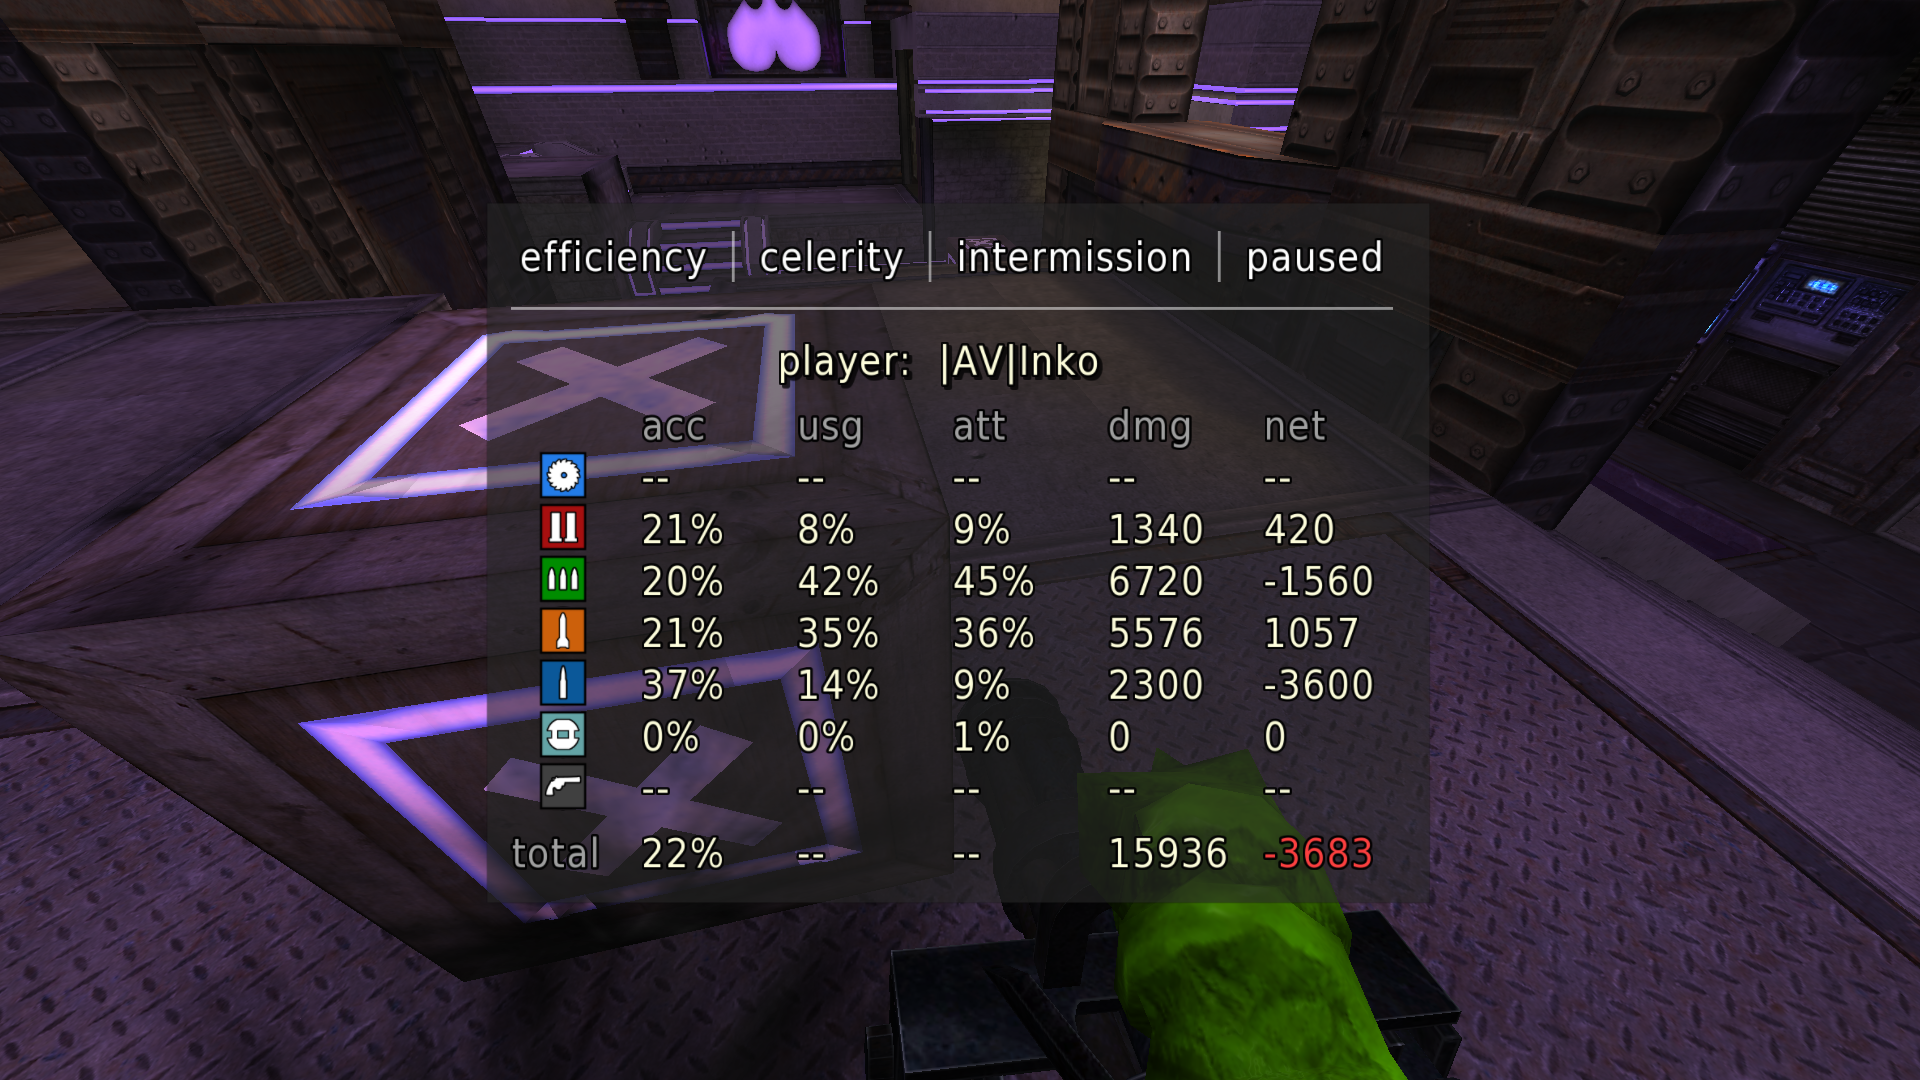 efficiency | celerity | intermission | paused
player: |AV|Inko
acc usg att dmg net
-- -- -- -- --
21% 8% 9% 1340 420
20% 42% 45% 6720 -1560
21% 35% 36% 5576 1057
37% 14% 9% 2300 -3600
0% 0% 1% 0 0
-- -- -- -- --
total 22% -- -- 15936 -3683